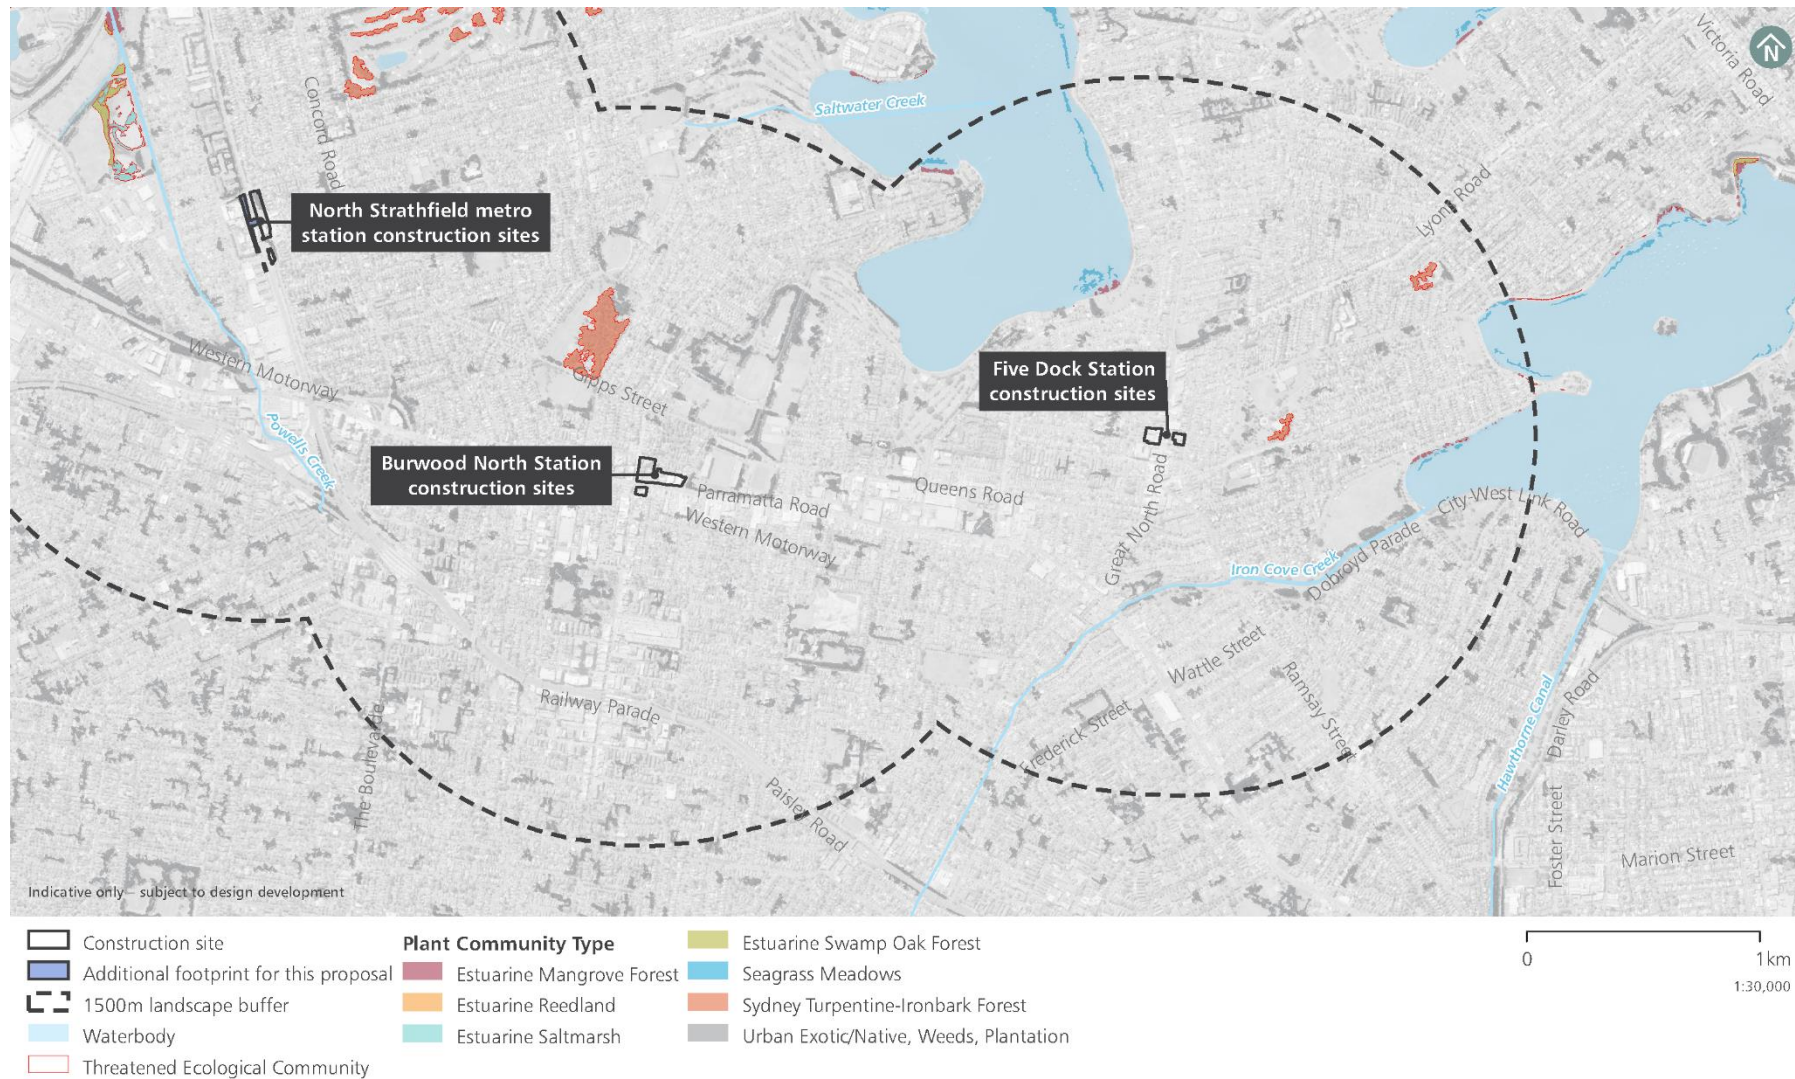 Victoria Road
N
Saltwater Creek
Concord Road
North Strathfield metro
station construction sites
Lyons Road
Western Motorway
Gipps Street
Five Dock Station
construction sites
Powells Creek
Burwood North Station
construction sites
Parramatta Road
Queens Road
Western Motorway
Great North Road
City-West Link Road
Dobroyd Parade
Iron Cove Creek
Wattle Street
Ramsay Street
Railway Parade
The Boulevarde
Frederick Street
Paisley Road
Hawthorne Canal
Darley Road
Foster Street
Marion Street
Indicative only – subject to design development
Construction site
Additional footprint for this proposal
1500m landscape buffer
Waterbody
Threatened Ecological Community
Plant Community Type
Estuarine Mangrove Forest
Estuarine Reedland
Estuarine Saltmarsh
Estuarine Swamp Oak Forest
Seagrass Meadows
Sydney Turpentine-Ironbark Forest
Urban Exotic/Native, Weeds, Plantation
0 1km
1:30,000